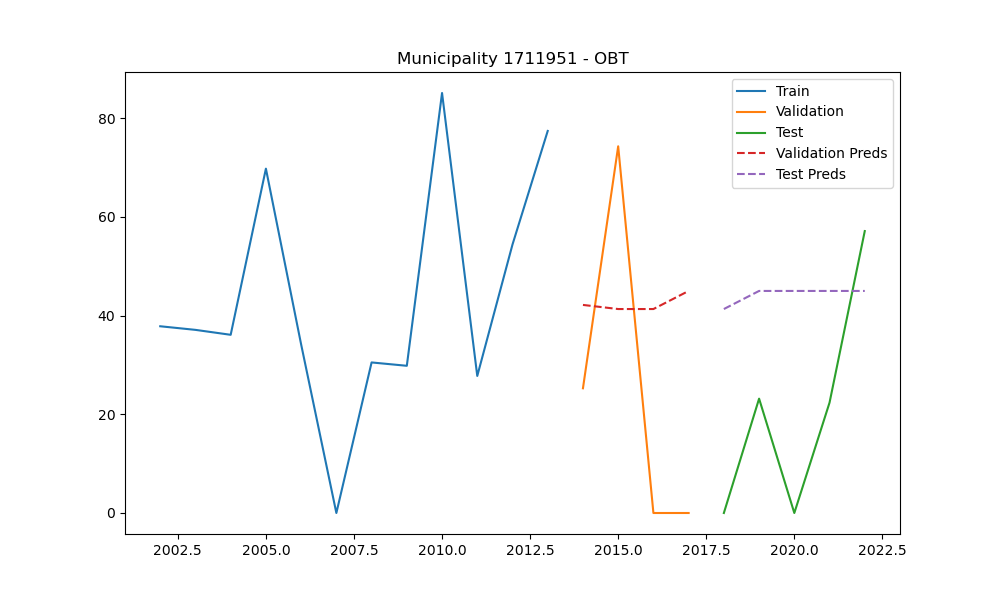 Municipality 1711951 - OBT
Train
Validation
Test
Validation Preds
Test Preds
80
60
40
20
0
2002.5 2005.0 2007.5 2010.0 2012.5 2015.0 2017.5 2020.0 2022.5